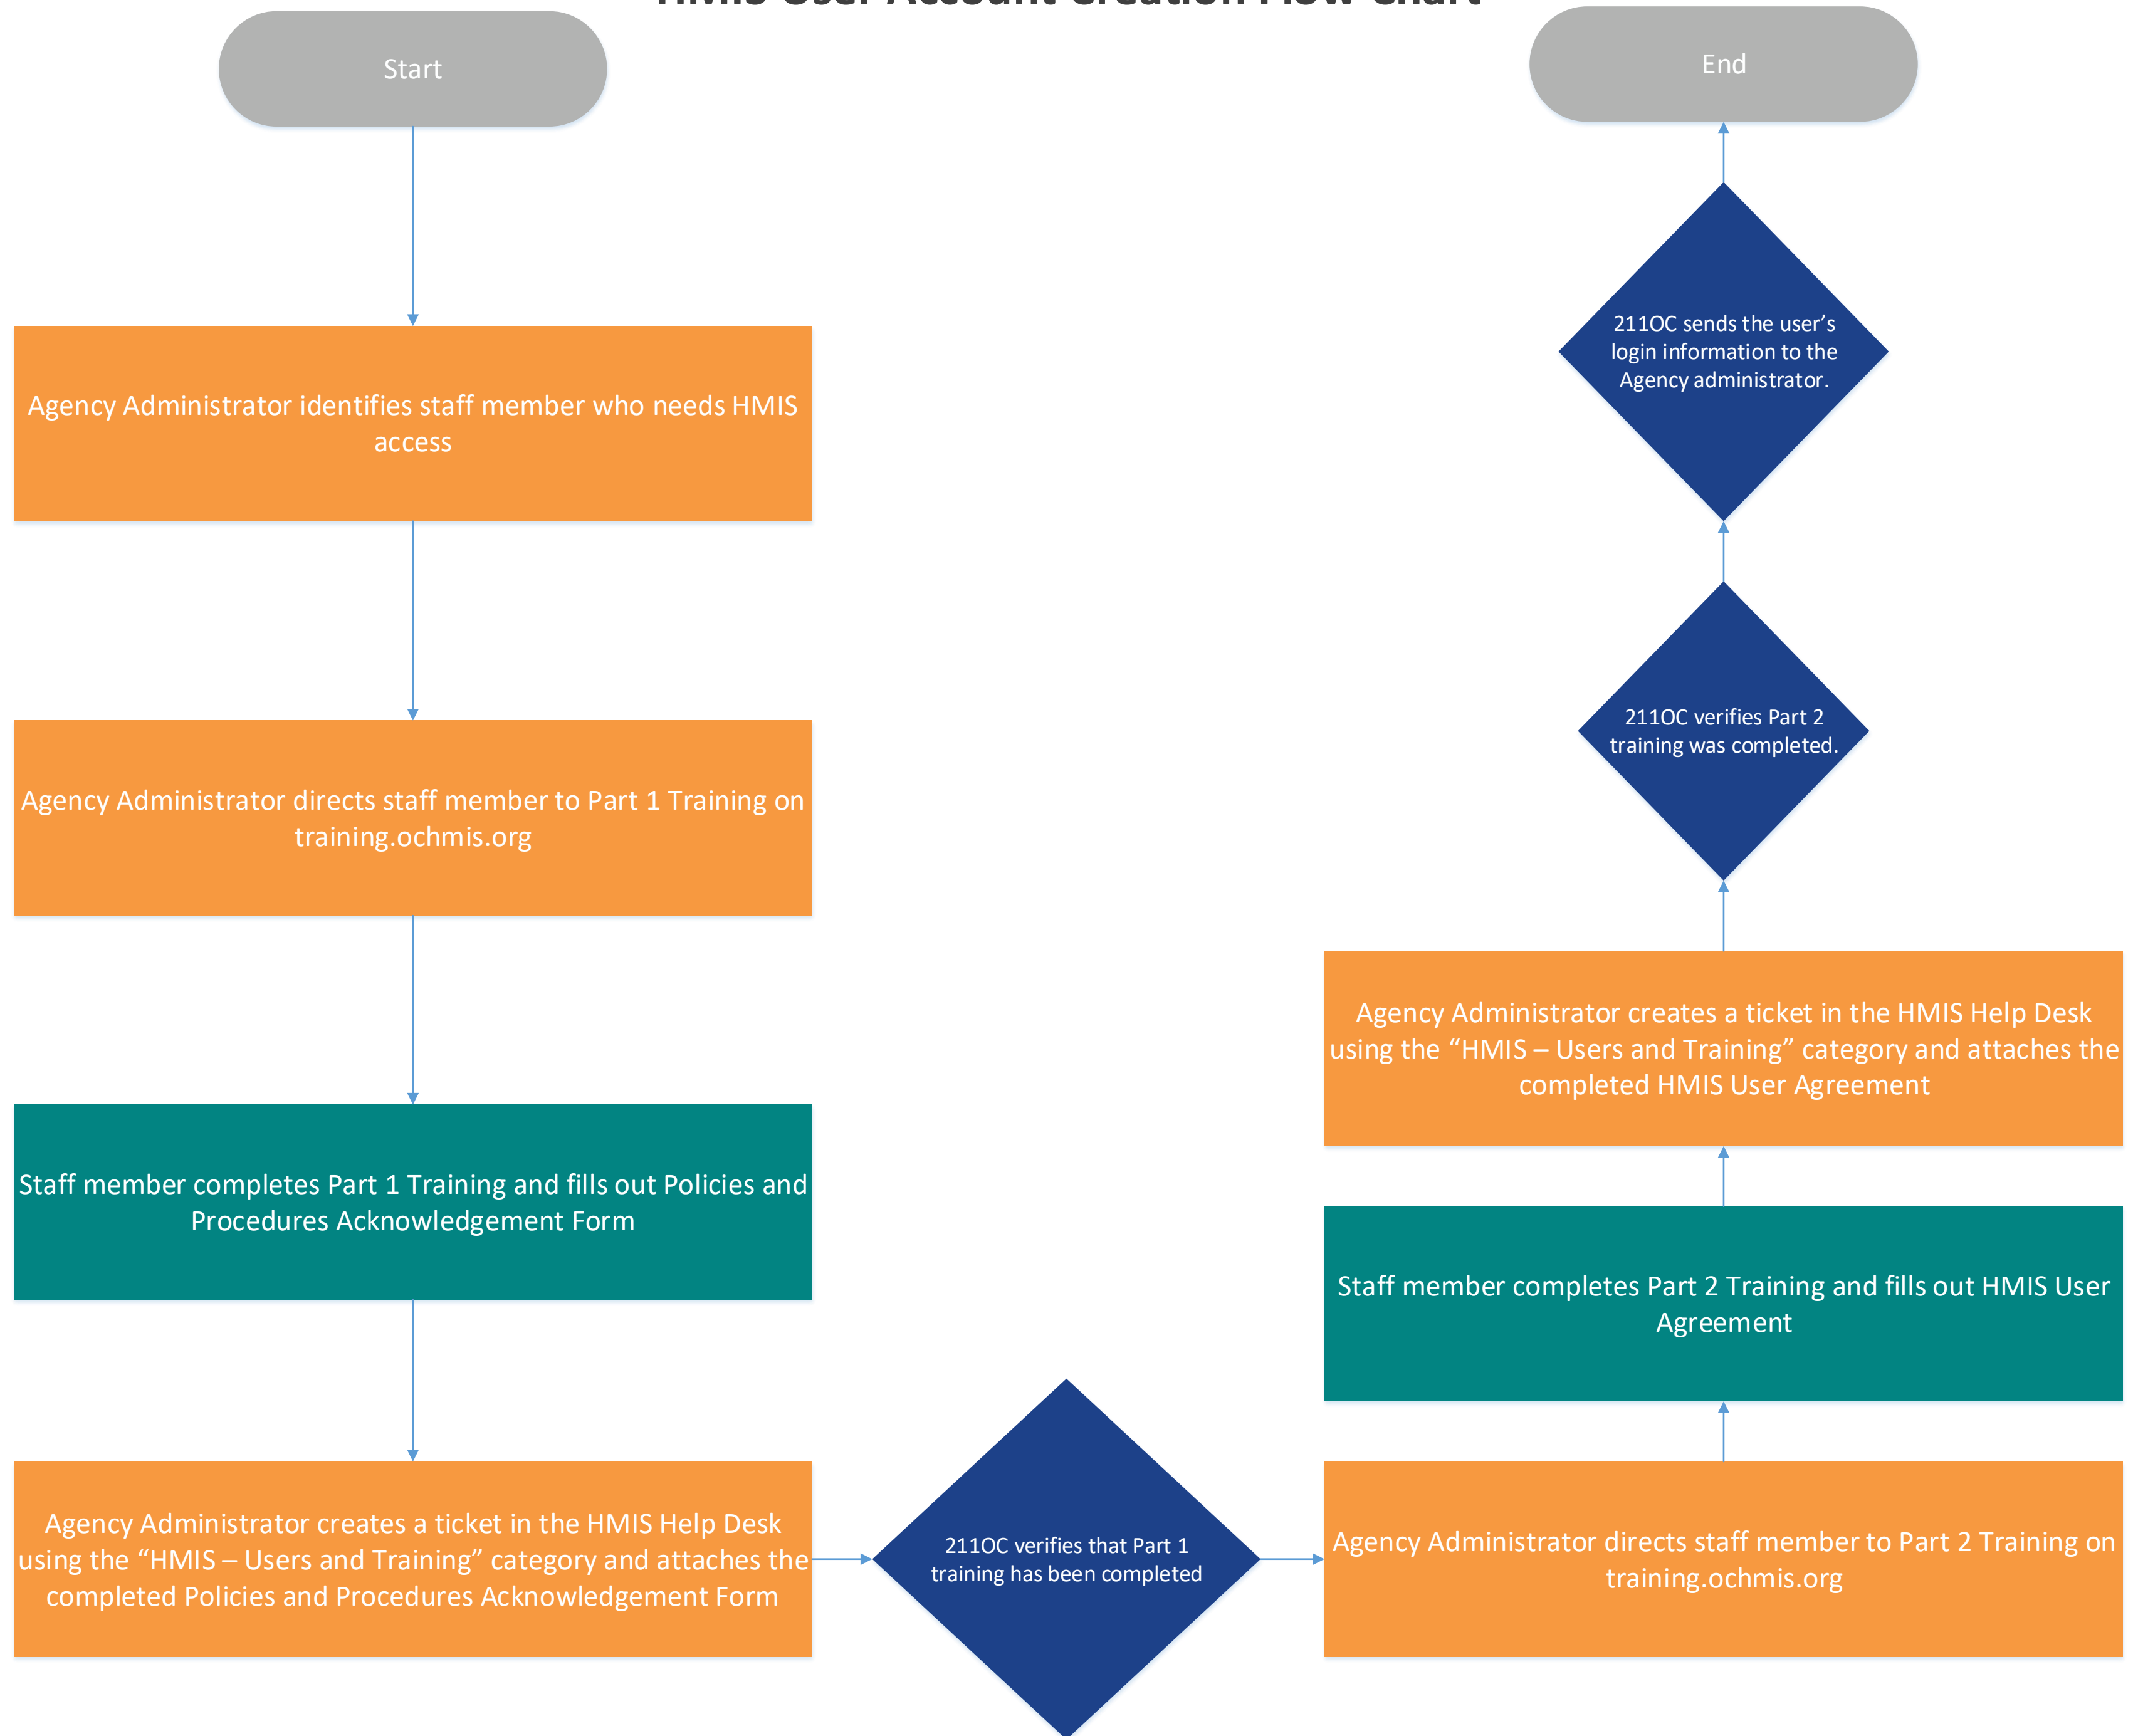 HMIS User Account Creation Flow Chart
Start
Agency Administrator identifies staff member who needs HMIS
access
Agency Administrator directs staff member to Part 1 Training on
training.ochmis.org
Staff member completes Part 1 Training and fills out Policies and
Procedures Acknowledgement Form
Agency Administrator creates a ticket in the HMIS Help Desk
using the “HMIS – Users and Training” category and attaches the
completed Policies and Procedures Acknowledgement Form
211OC verifies that Part 1
training has been completed
Agency Administrator directs staff member to Part 2 Training on
training.ochmis.org
Staff member completes Part 2 Training and fills out HMIS User
Agreement
Agency Administrator creates a ticket in the HMIS Help Desk
using the “HMIS – Users and Training” category and attaches the
completed HMIS User Agreement
211OC verifies Part 2
training was completed.
211OC sends the user’s
login information to the
Agency administrator.
End